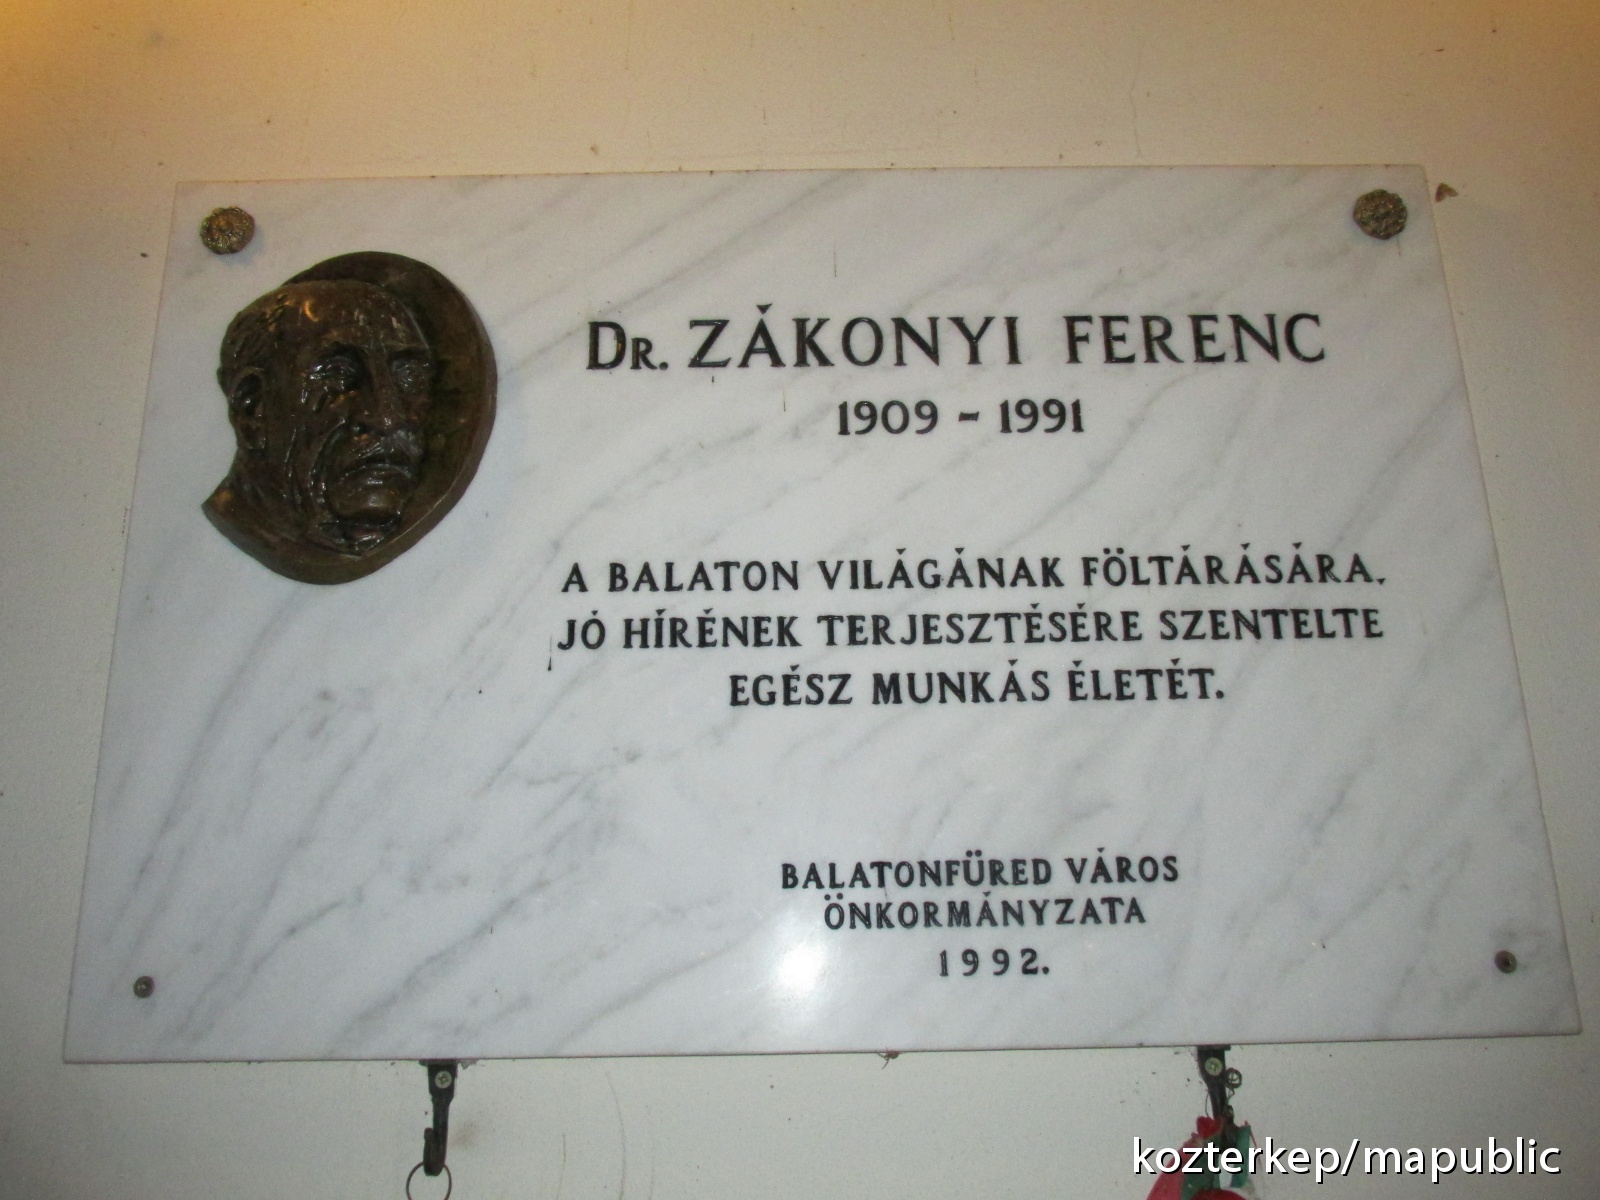 DR. ZÁKONYI FERENC
1909 - 1991
A BALATON VILÁGÁNAK FÖLTÁRÁSÁRA,
JÓ HÍRÉNEK TERJESZTÉSÉRE SZENTELTE
EGÉSZ MUNKÁS ÉLETÉT.
BALATONFÜRED VÁROS
ÖNKORMÁNYZATA
1992.
kozterkep/mapublic